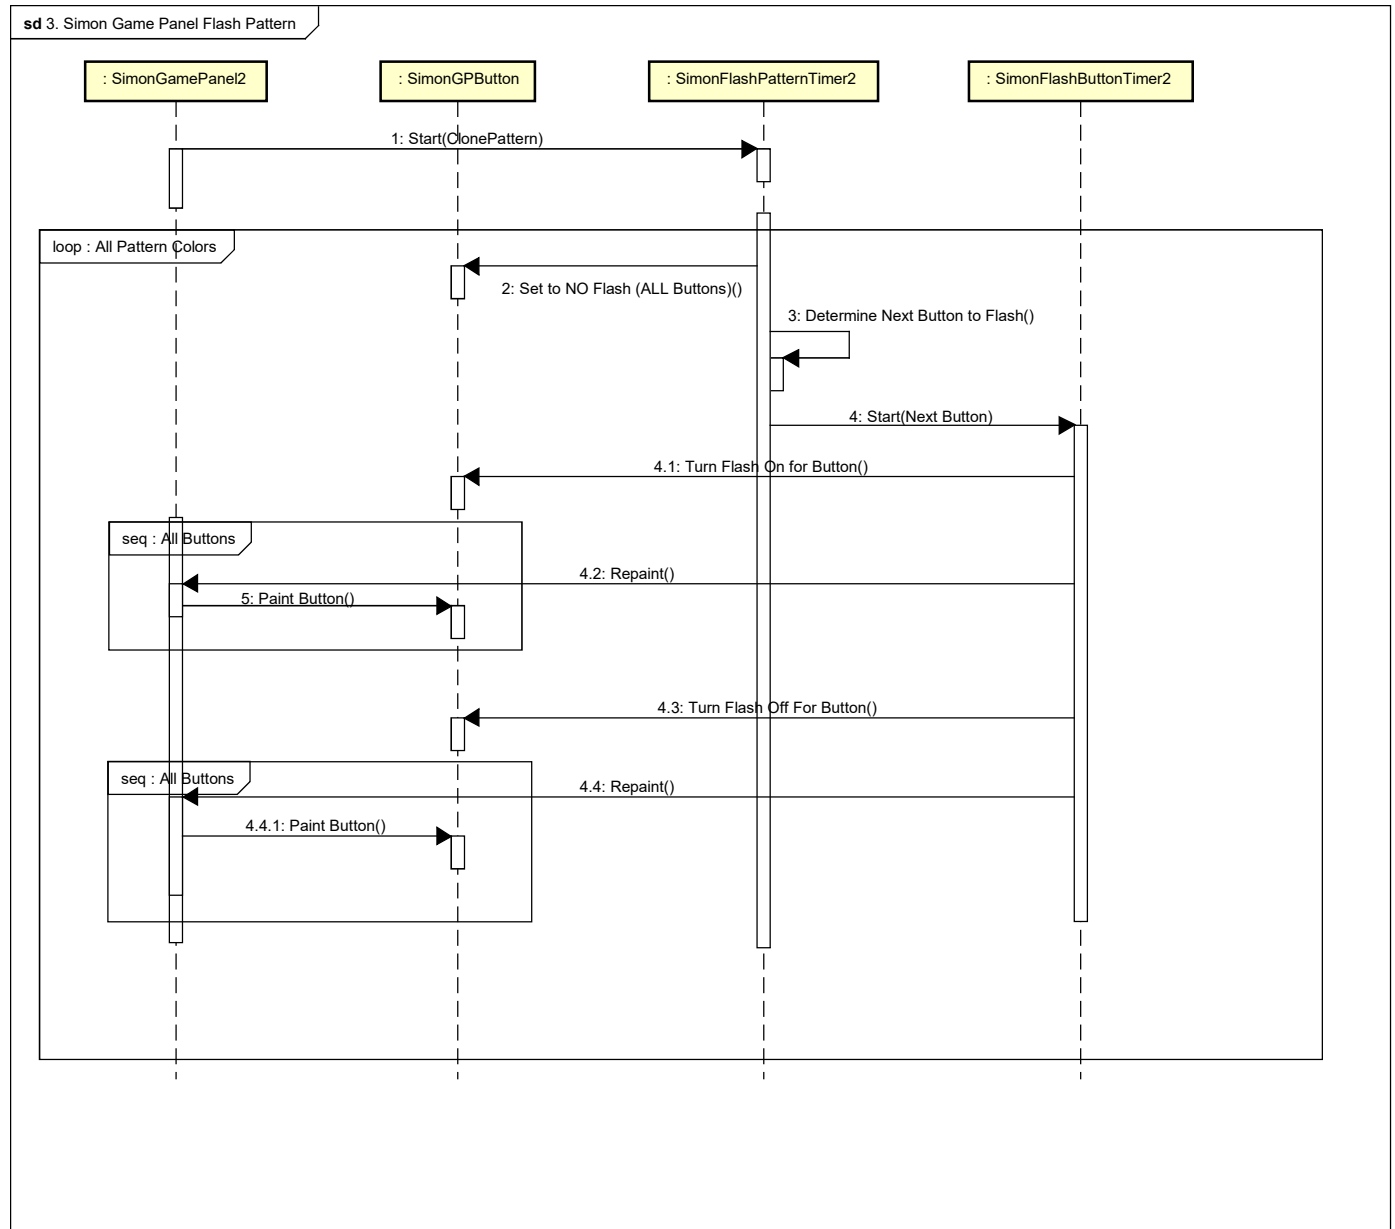 sd 3. Simon Game Panel Flash Pattern
: SimonGamePanel2
: SimonGPButton
: SimonFlashPatternTimer2
: SimonFlashButtonTimer2
1: Start(ClonePattern)
loop : All Pattern Colors
2: Set to NO Flash (ALL Buttons)()
3: Determine Next Button to Flash()
4: Start(Next Button)
4.1: Turn Flash On for Button()
seq : All Buttons
4.2: Repaint()
5: Paint Button()
4.3: Turn Flash Off For Button()
seq : All Buttons
4.4: Repaint()
4.4.1: Paint Button()